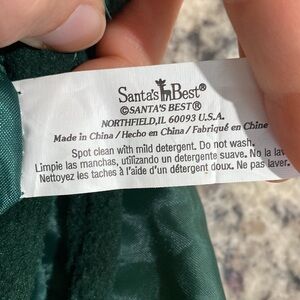 Santa's Best®
©SANTA'S BEST®
NORTHFIELD, IL 60093 U.S.A.
Made in China / Hecho en China / Fabriqué en Chine
Spot clean with mild detergent. Do not wash.
Limpie las manchas, utilizando un detergente suave. No la lav
Nettoyez les taches à l'aide d'un détergent doux. Ne pas laver.